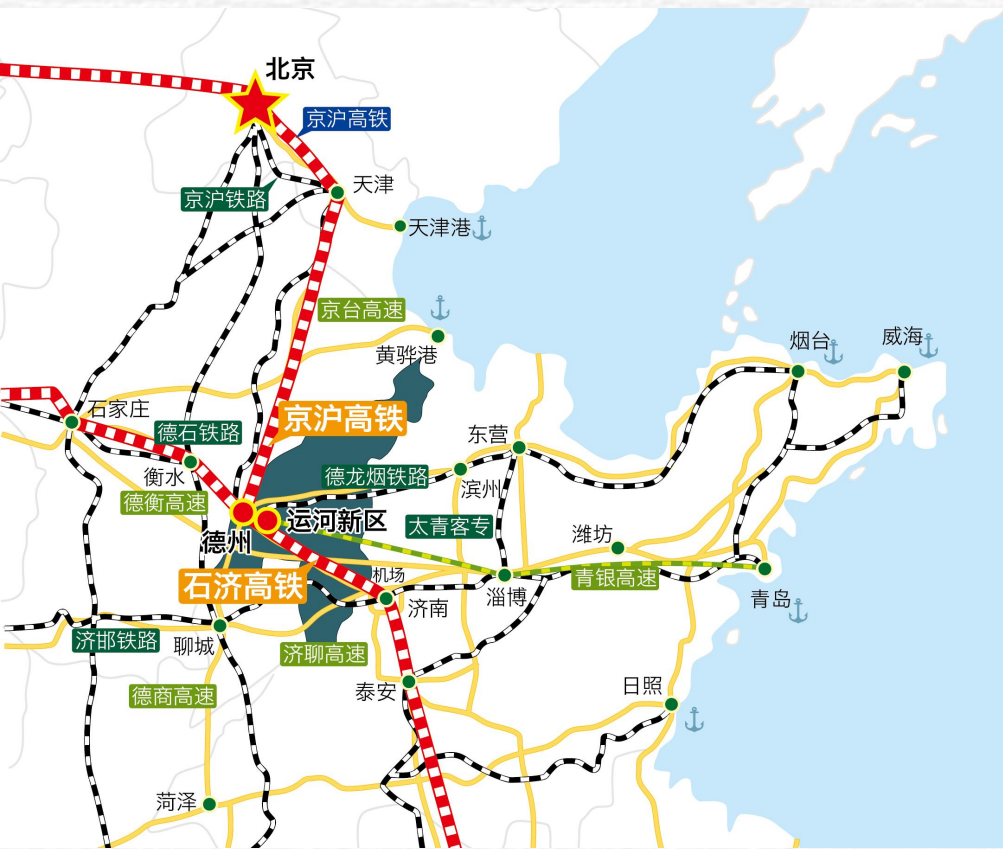 北京
京沪高铁
天津
京沪铁路
天津港
京台高速
黄骅港
烟台
威海
石家庄
京沪高铁
德石铁路
东营
衡水
德龙烟铁路
滨州
德衡高速
运河新区
太青客专
德州
潍坊
石济高铁
机场
青银高速
淄博
济南
青岛
济邯铁路
聊城
济聊高速
泰安
日照
德商高速
菏泽